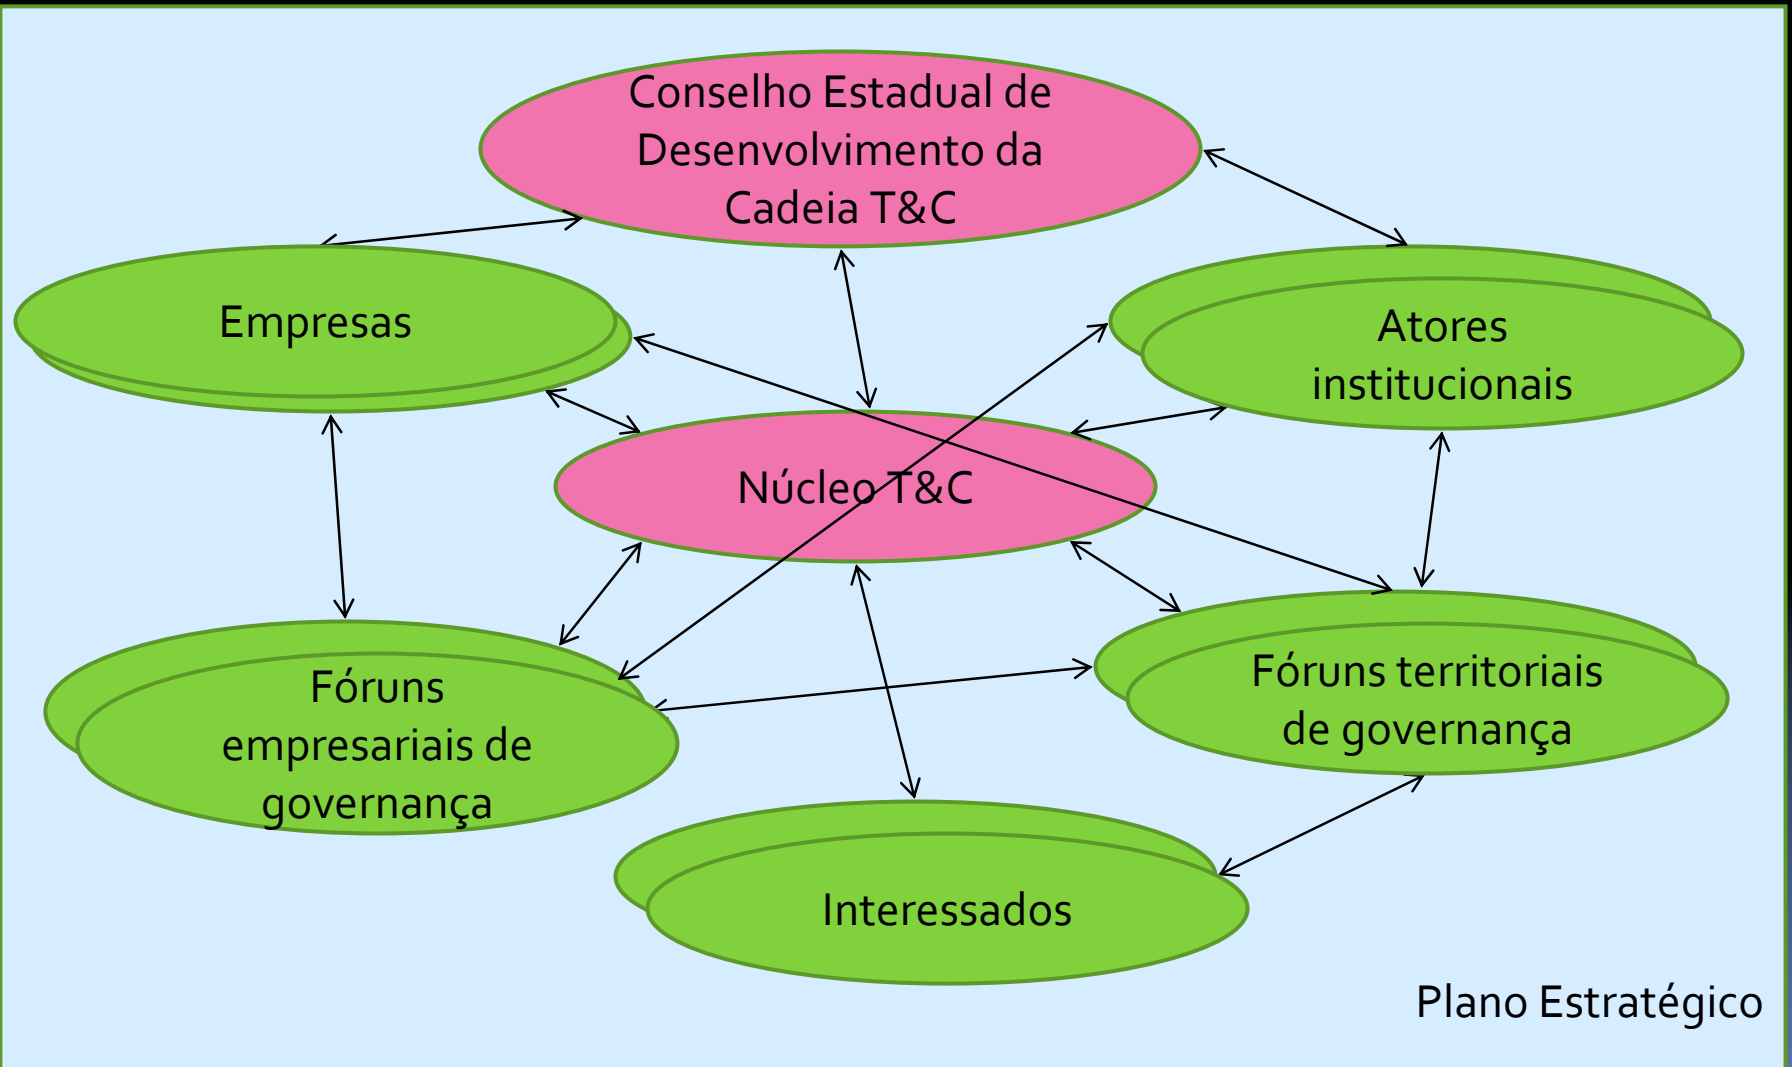 Conselho Estadual de
Desenvolvimento da
Cadeia T&C
Empresas
Atores
institucionais
Núcleo T&C
Fóruns
empresariais de
governança
Fóruns territoriais
de governança
Interessados
Plano Estratégico